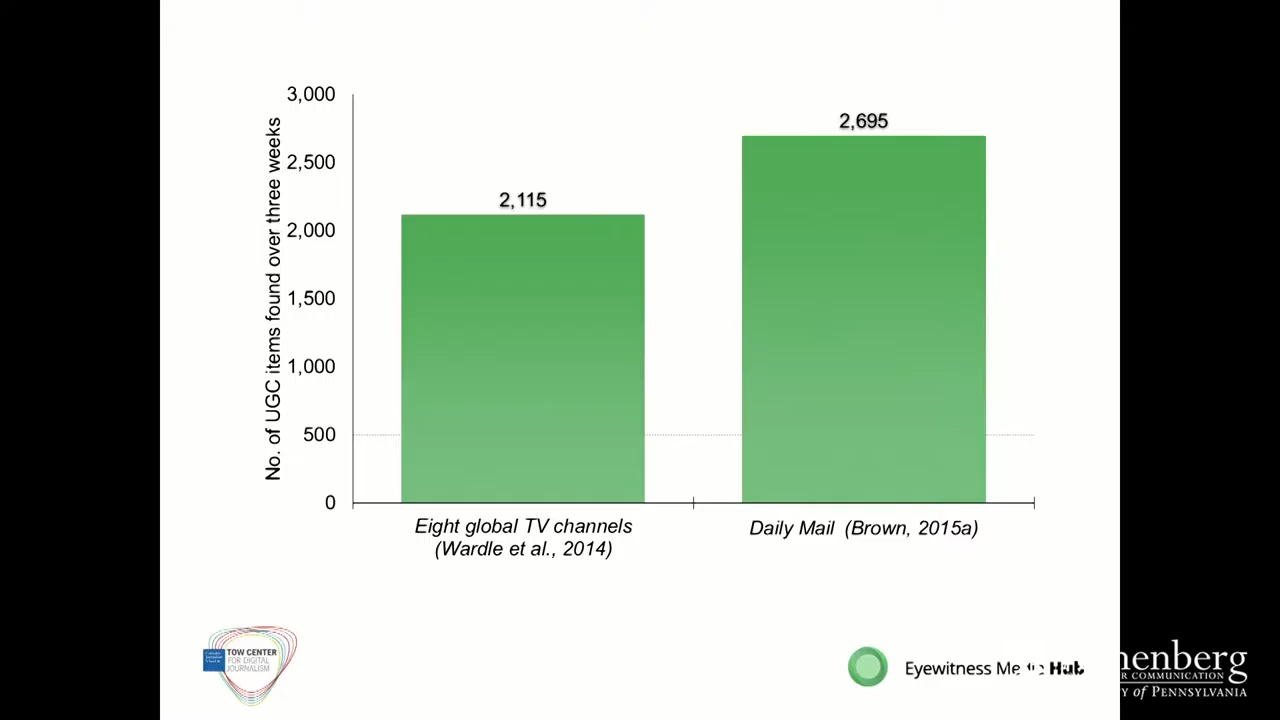 No. of UGC items found over three weeks
3,000
2,500
2,000
1,500
1,000
500
0
2,115
2,695
Eight global TV channels
(Wardle et al., 2014)
Daily Mail (Brown, 2015a)
TOW CENTER
FOR DIGITAL
JOURNALISM
Eyewitness Hub
nenberg
R COMMUNICATION
Y OF PENNSYLVANIA